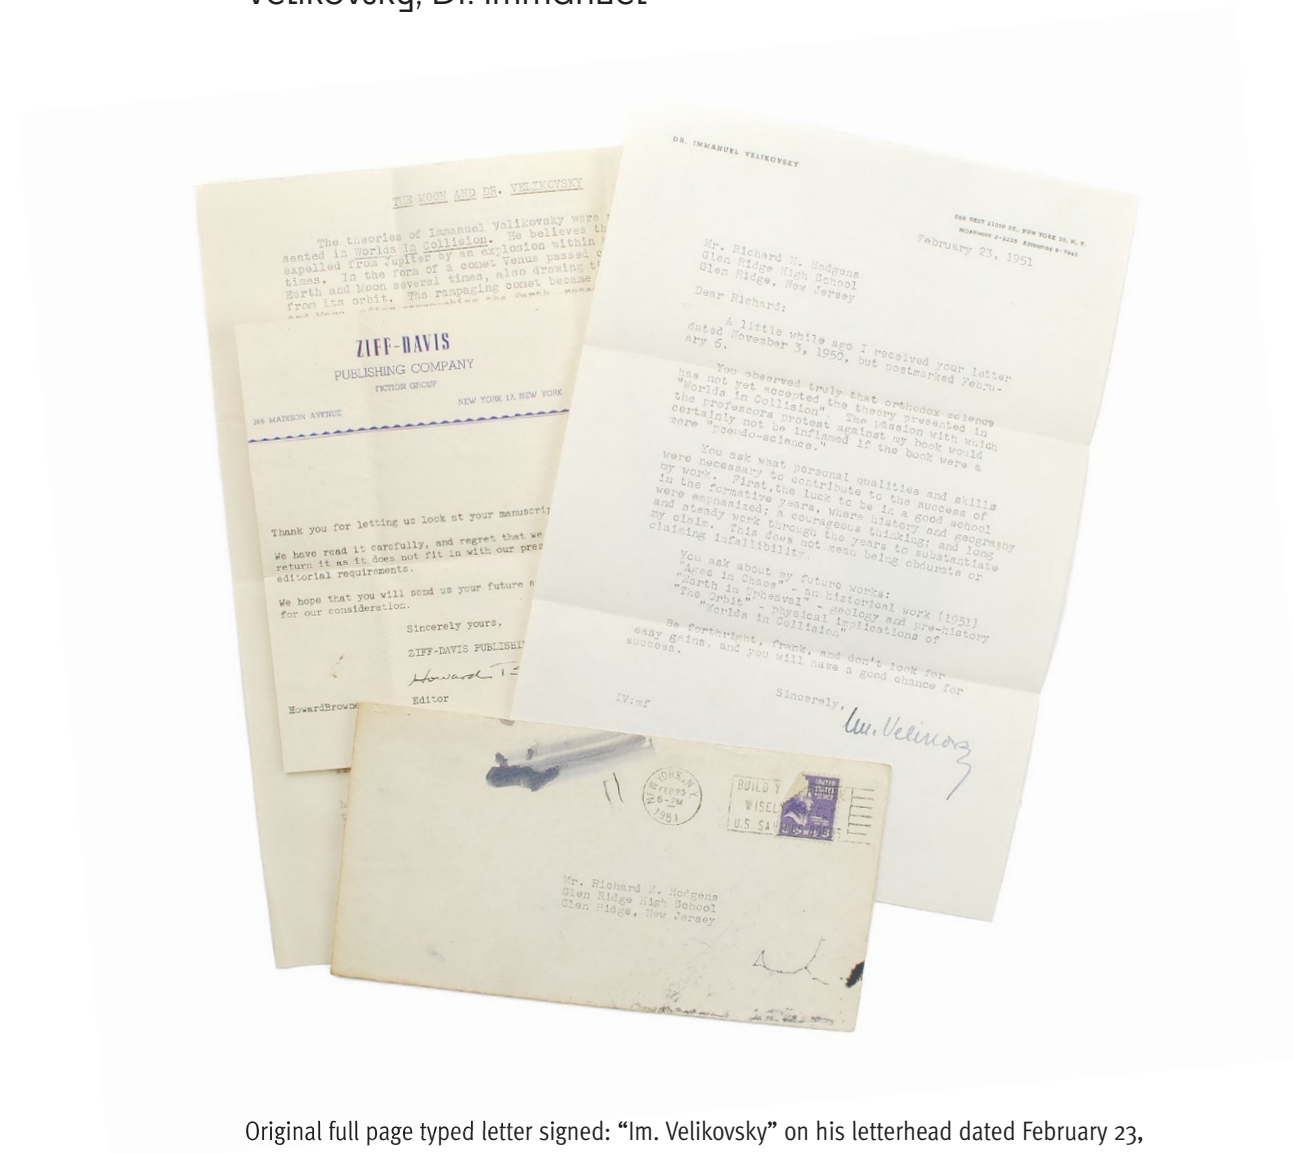 Velikovsky, Dr. Immanuel
THE MOON AND DR. VELIKOVSKY
The theories of Immanuel Velikovsky were
sented in Worlds In Collision. He believes th
expelled from Jupiter by an explosion within
times. In the form of a comet Venus passed
Earth and Moon several times, also drawing t
from its orbit. The rampaging comet became
ZIFF-DAVIS
PUBLISHING COMPANY
FICTION GROUP
366 MADISON AVENUE
NEW YORK 17, NEW YORK
Thank you for letting us look at your manuscrip
We have read it carefully, and regret that we
return it as it does not fit in with our pres
editorial requirements.
We hope that you will send us your future
for our consideration.
Sincerely yours,
ZIFF-DAVIS PUBLISHIN
Howard
Editor
HowardBrowne
DR. IMMANUEL VELIKOVSKY
NEW YORK 25, N. Y.
February 23, 1951
Mr. Richard M. Hodgens
Glen Ridge High School
Glen Ridge, New Jersey
Dear Richard:
A little while ago I received your letter
dated November 3, 1950, but postmarked Febru-
ary 6.
You observed truly that orthodox science
has not yet accepted the theory presented in
"Worlds in Collision". The passion with which
the professors protest against my book would
certainly not be inflamed if the book were a
mere "pseudo-science."
You ask what personal qualities and skills
were necessary to contribute to the success of
my work. First,the luck to be in a good school
in the formative years, where history and geography
were emphasized; a courageous thinking; and long
and steady work through the years to substantiate
my claim. This does not mean being obdurate or
claiming infallibility.
You ask about my future works:
"Ages in Chaos" - an historical work (1951)
"Earth in Upheaval" - geology and pre-history
"The Orbit" - physical implications of
"Worlds in Collision"
Be forthright, frank, and don't look for
easy gains, and you will have a good chance for
success.
Sincerely,
IV:mf
Im. Velikovsky
NEW YORK, N.Y.
FEB 23
6-PM
1951
BUILD
WISEL
U.S. SA
UNITED
STATES
Mr. Richard M. Hodgens
Glen Ridge High School
Glen Ridge, New Jersey
Original full page typed letter signed: “Im. Velikovsky” on his letterhead dated February 23,